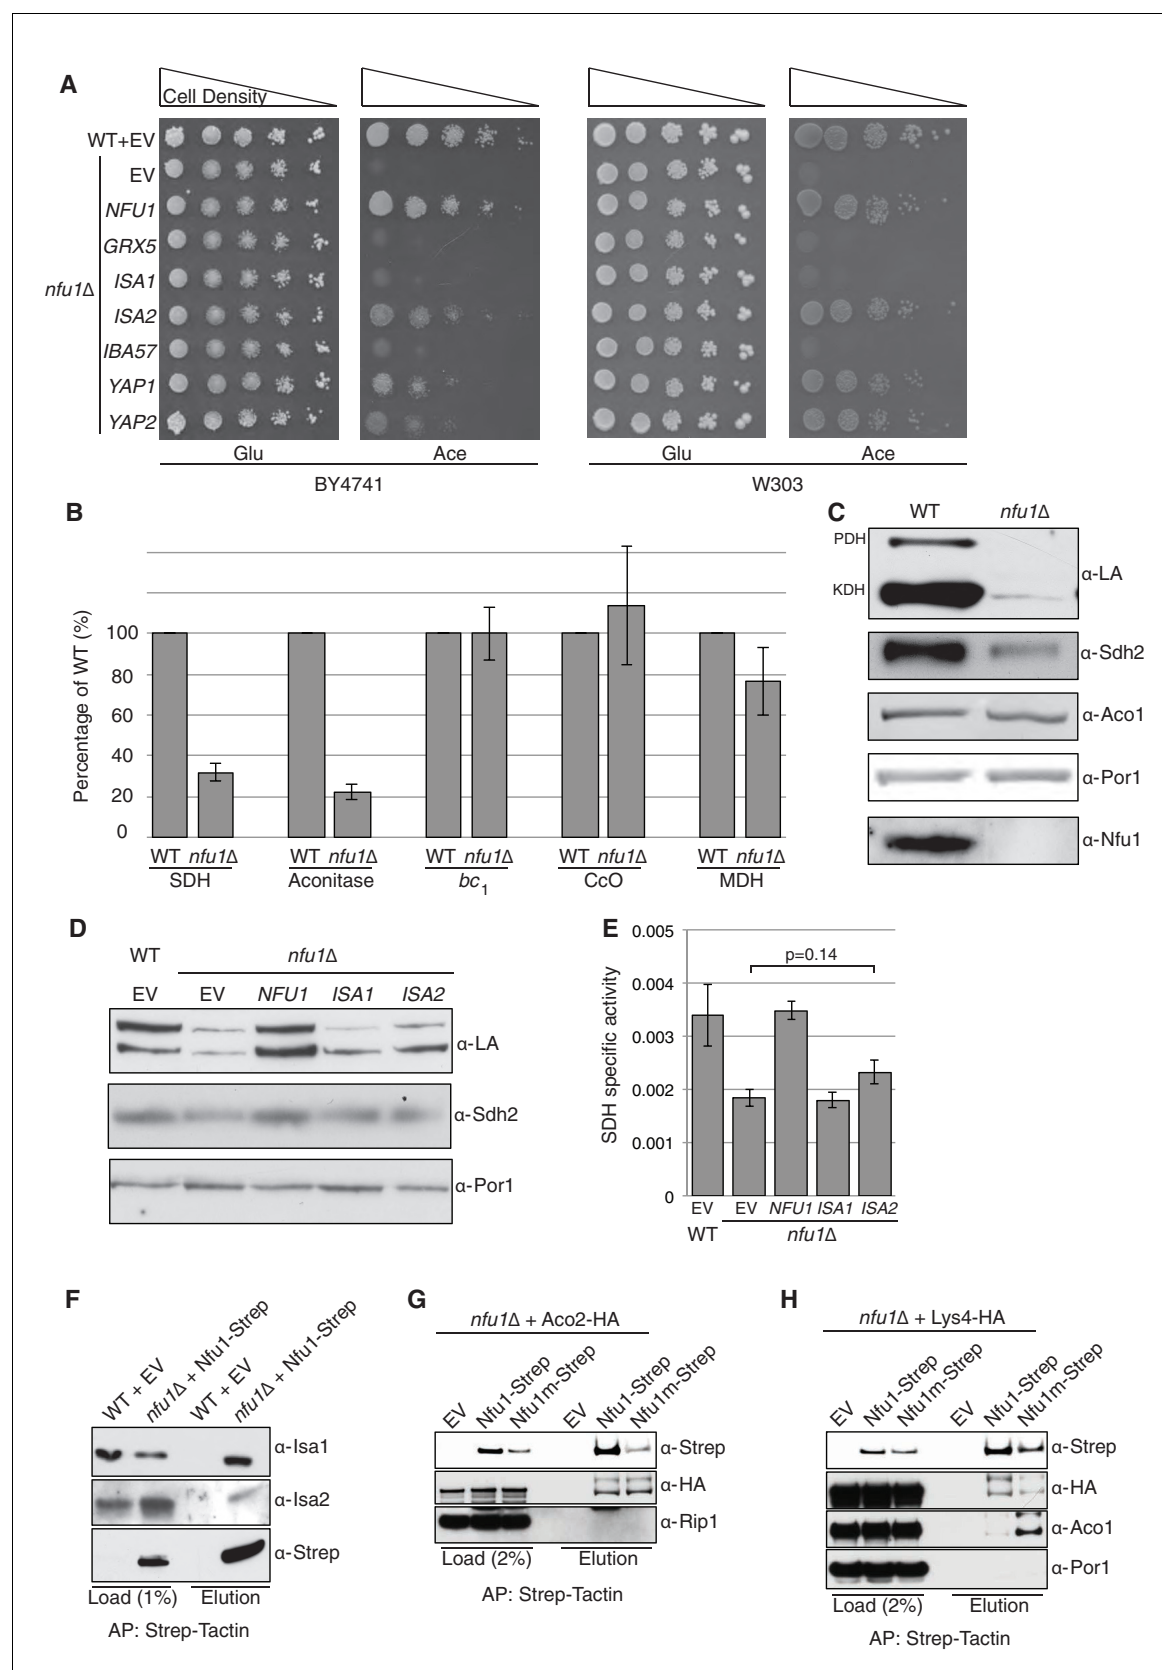 A
Cell Density
WT+EV
EV
NFU1
GRX5
ISA1
nfu1Δ
ISA2
IBA57
YAP1
YAP2
Glu
Ace
Glu
Ace
BY4741
W303
B
Percentage of WT (%)
100
80
60
40
20
0
WT nfu1Δ
WT nfu1Δ
WT nfu1Δ
WT nfu1Δ
WT nfu1Δ
SDH
Aconitase
bc1
CcO
MDH
C
WT
nfu1Δ
PDH
KDH
α-LA
α-Sdh2
α-Aco1
α-Por1
α-Nfu1
D
WT
nfu1Δ
EV
EV
NFU1
ISA1
ISA2
α-LA
α-Sdh2
α-Por1
E
SDH specific activity
0.005
0.004
0.003
0.002
0.001
0
p=0.14
EV
EV
NFU1
ISA1
ISA2
WT
nfu1Δ
F
WT + EV
nfu1Δ + Nfu1-Strep
WT + EV
nfu1Δ + Nfu1-Strep
α-Isa1
α-Isa2
α-Strep
Load (1%)
Elution
AP: Strep-Tactin
G
nfu1Δ + Aco2-HA
EV
Nfu1-Strep
Nfu1m-Strep
EV
Nfu1-Strep
Nfu1m-Strep
α-Strep
α-HA
α-Rip1
Load (2%)
Elution
AP: Strep-Tactin
H
nfu1Δ + Lys4-HA
EV
Nfu1-Strep
Nfu1m-Strep
EV
Nfu1-Strep
Nfu1m-Strep
α-Strep
α-HA
α-Aco1
α-Por1
Load (2%)
Elution
AP: Strep-Tactin